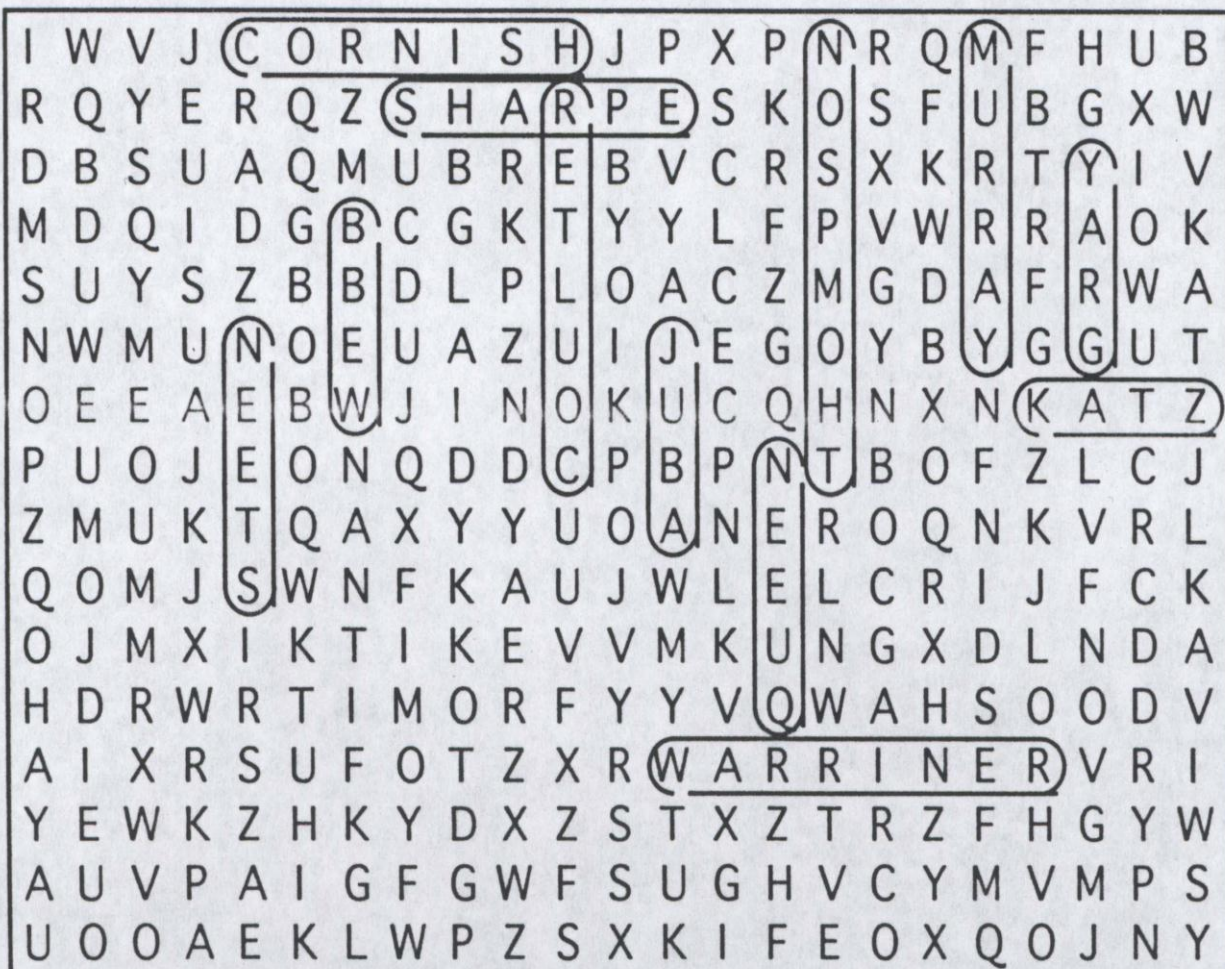 I W V J C O R N I S H J P X P N R Q M F H U B
R Q Y E R Q Z S H A R P E S K O S F U B G X W
D B S U A Q M U B R E B V C R S X K R T Y I V
M D Q I D G B C G K T Y Y L F P V W R R A O K
S U Y S Z B B D L P L O A C Z M G D A F R W A
N W M U N O E U A Z U I J E G O Y B Y G G U T
O E E A E B W J I N O K U C Q H N X N K A T Z
P U O J E O N Q D D C P B P N T B O F Z L C J
Z M U K T Q A X Y Y U O A N E R O Q N K V R L
Q O M J S W N F K A U J W L E L C R I J F C K
O J M X I K T I K E V V M K U N G X D L N D A
H D R W R T I M O R F Y Y V Q W A H S O O D V
A I X R S U F O T Z X R W A R R I N E R V R I
Y E W K Z H K Y D X Z S T X Z T R Z F H G Y W
A U V P A I G F G W F S U G H V C Y M V M P S
U O O A E K L W P Z S X K I F E O X Q O J N Y